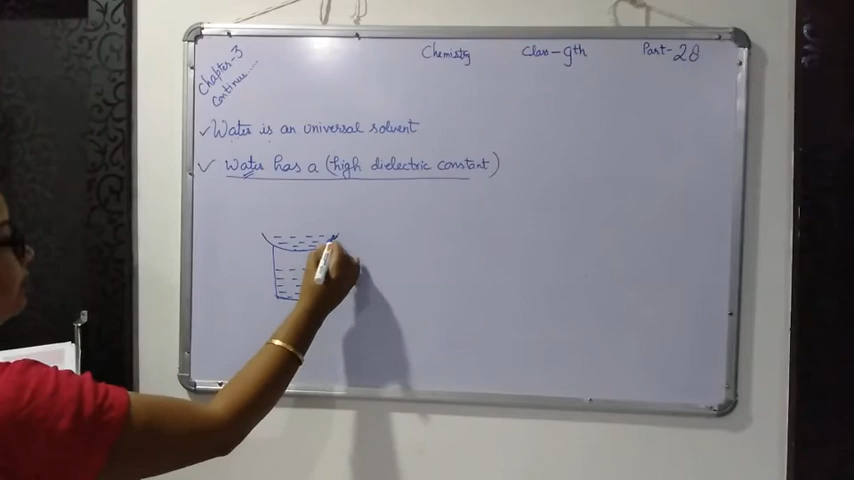 Chapter-3
Continue....
Chemistry
Class-9th
Part-28
✓Water is an universal solvent
✓ Water has a (high dielectric constant)